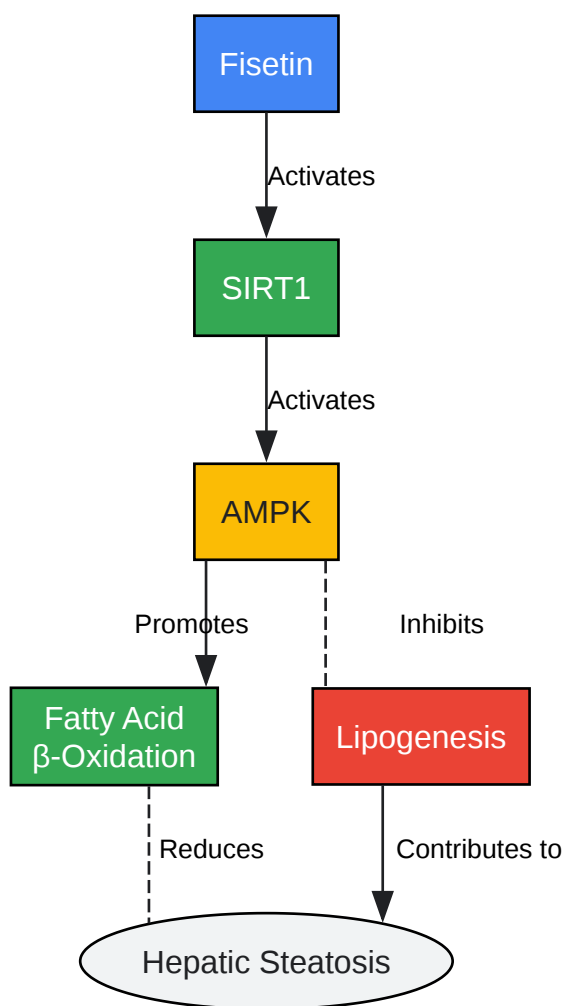 Fisetin
Activates
SIRT1
Activates
AMPK
Promotes
Inhibits
Fatty Acid
β-Oxidation
Lipogenesis
Reduces
Contributes to
Hepatic Steatosis